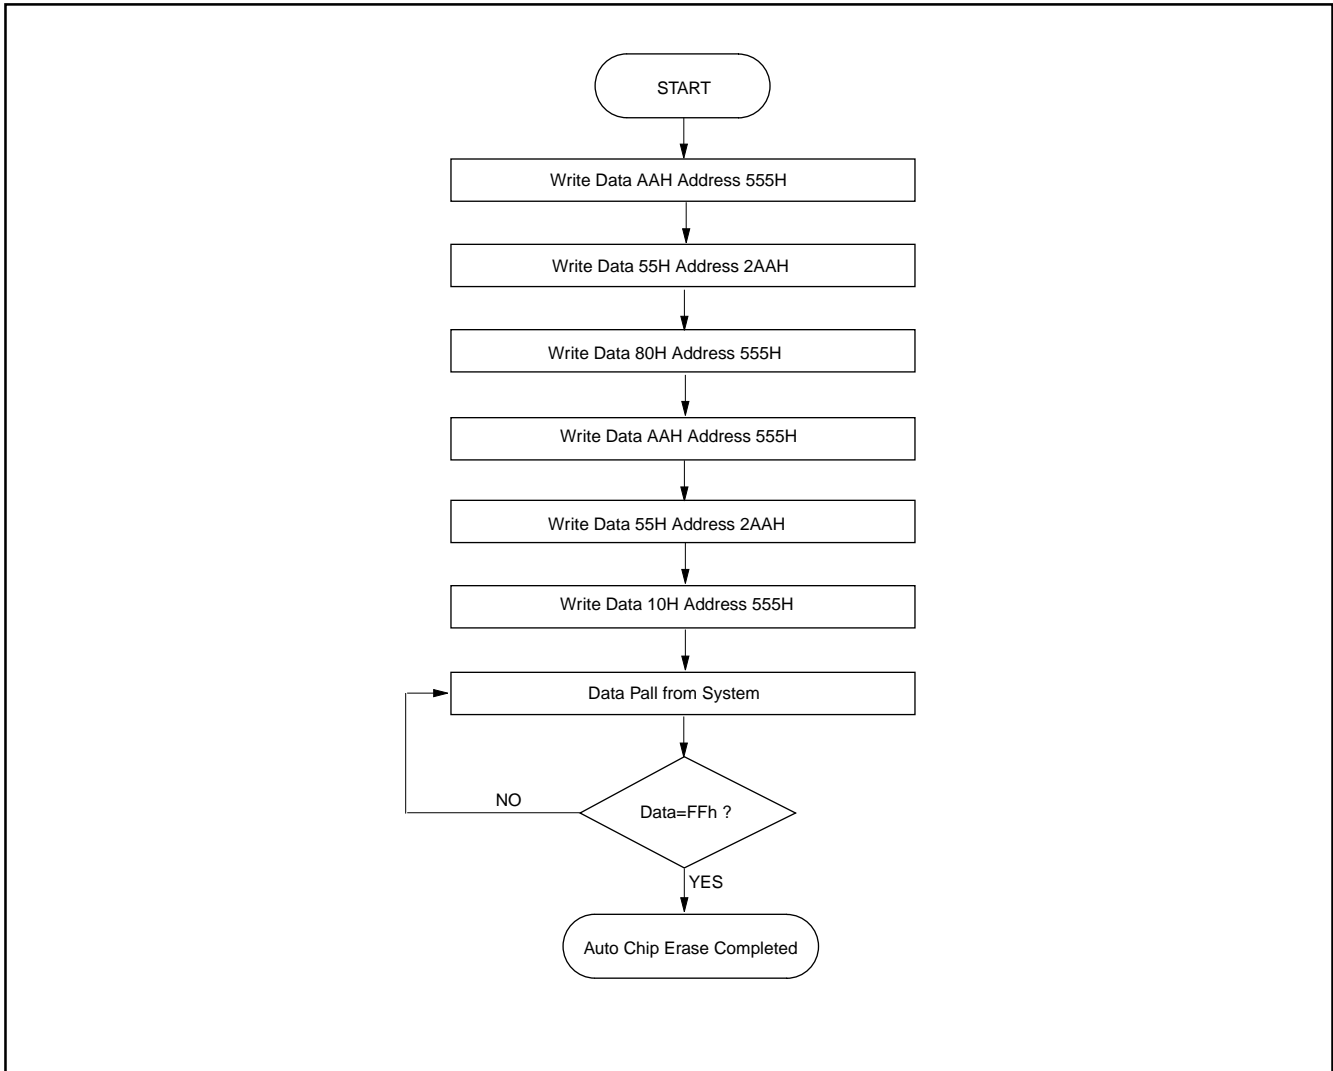 START
Write Data AAH Address 555H
Write Data 55H Address 2AAH
Write Data 80H Address 555H
Write Data AAH Address 555H
Write Data 55H Address 2AAH
Write Data 10H Address 555H
Data Pall from System
NO
Data=FFh ?
YES
Auto Chip Erase Completed